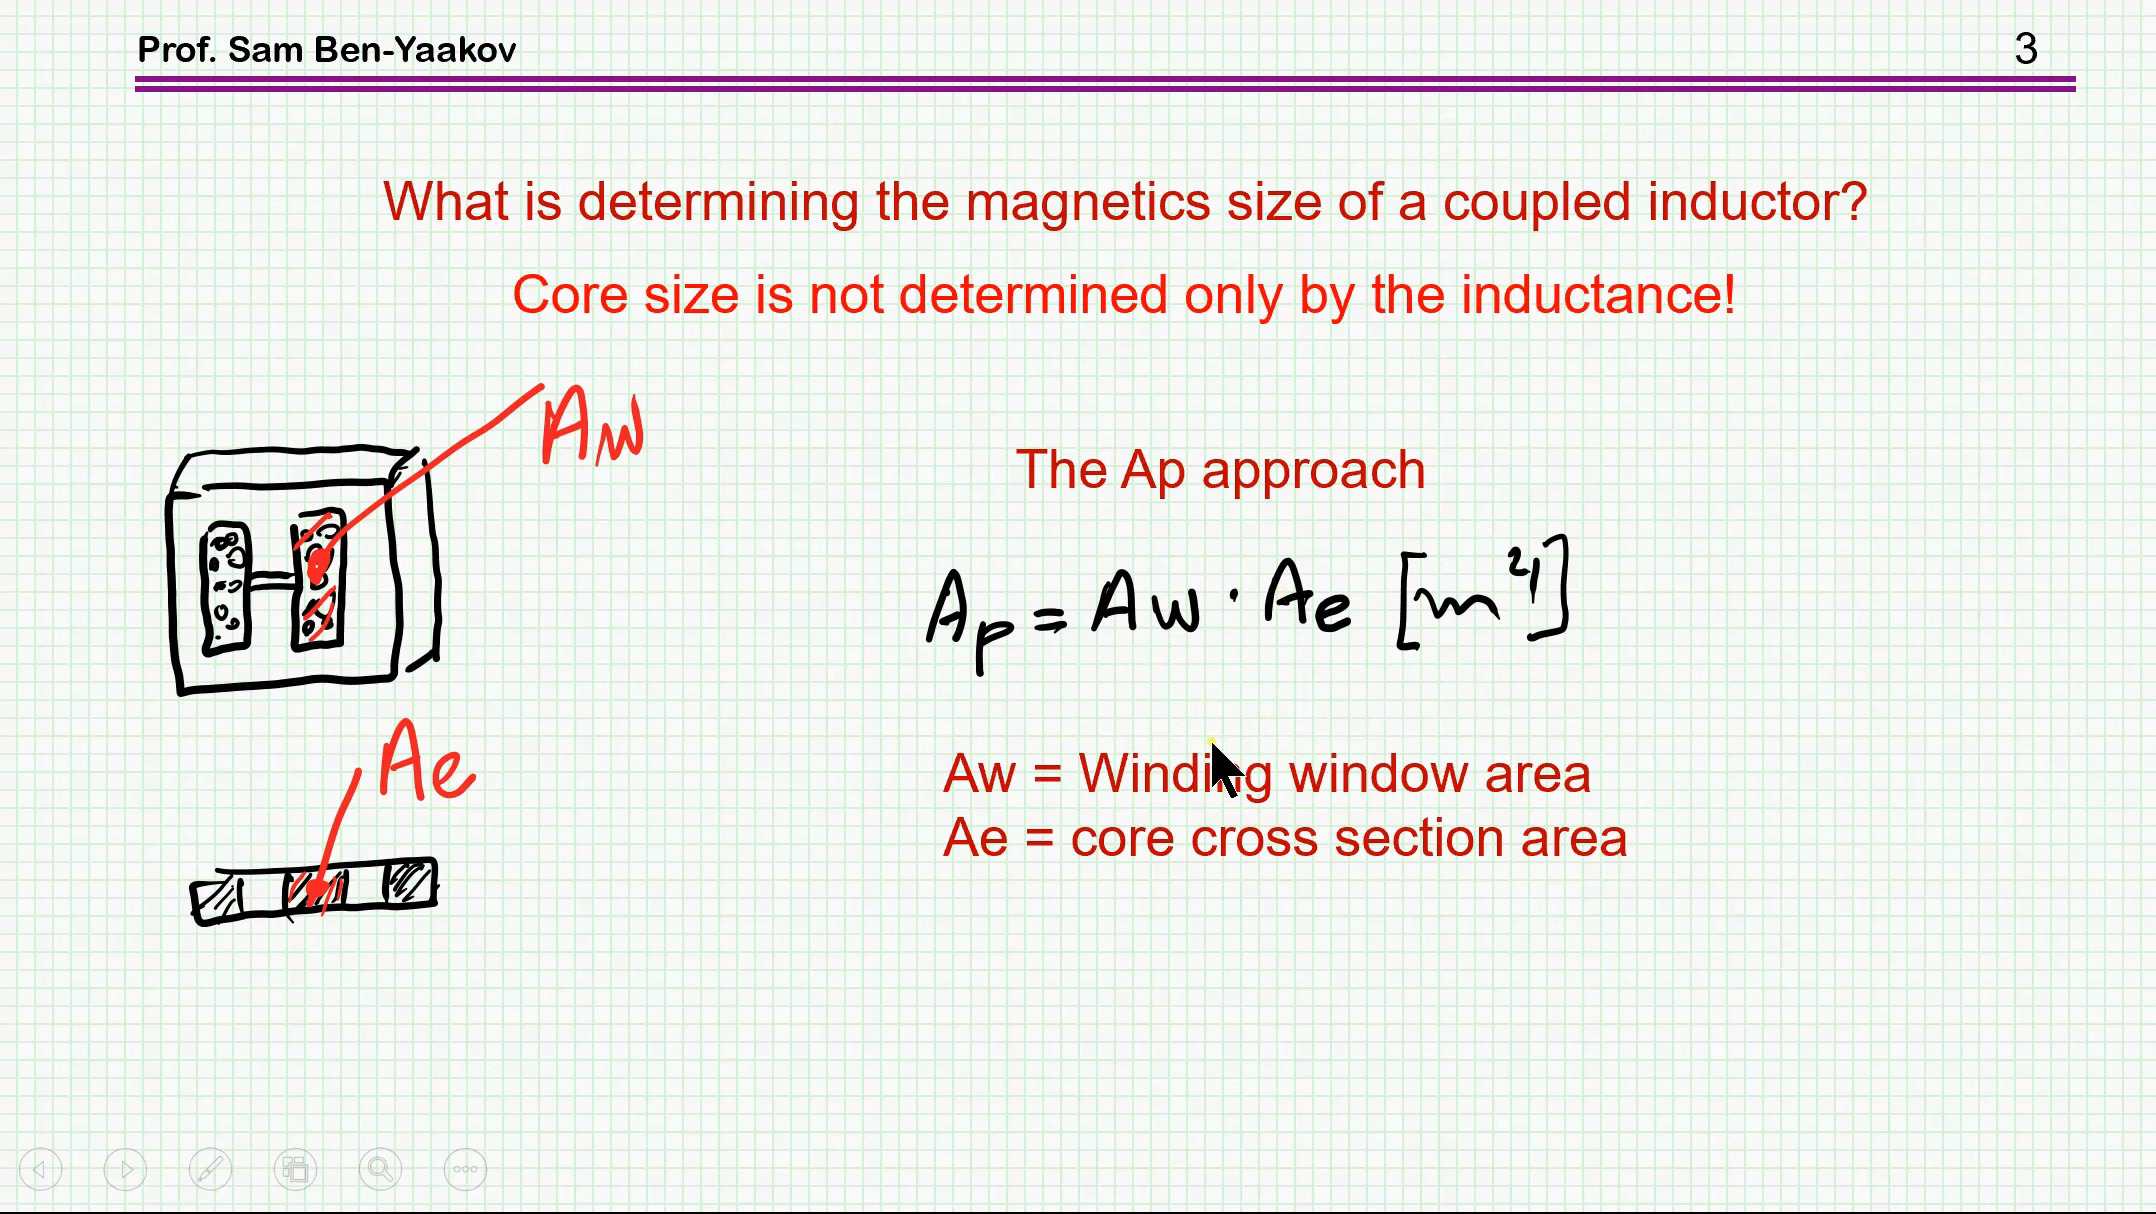 Prof. Sam Ben-Yaakov 3
What is determining the magnetics size of a coupled inductor?
Core size is not determined only by the inductance!
Aw
The Ap approach
Ap = Aw · Ae [m⁴]
Ae
Aw = Winding window area
Ae = core cross section area